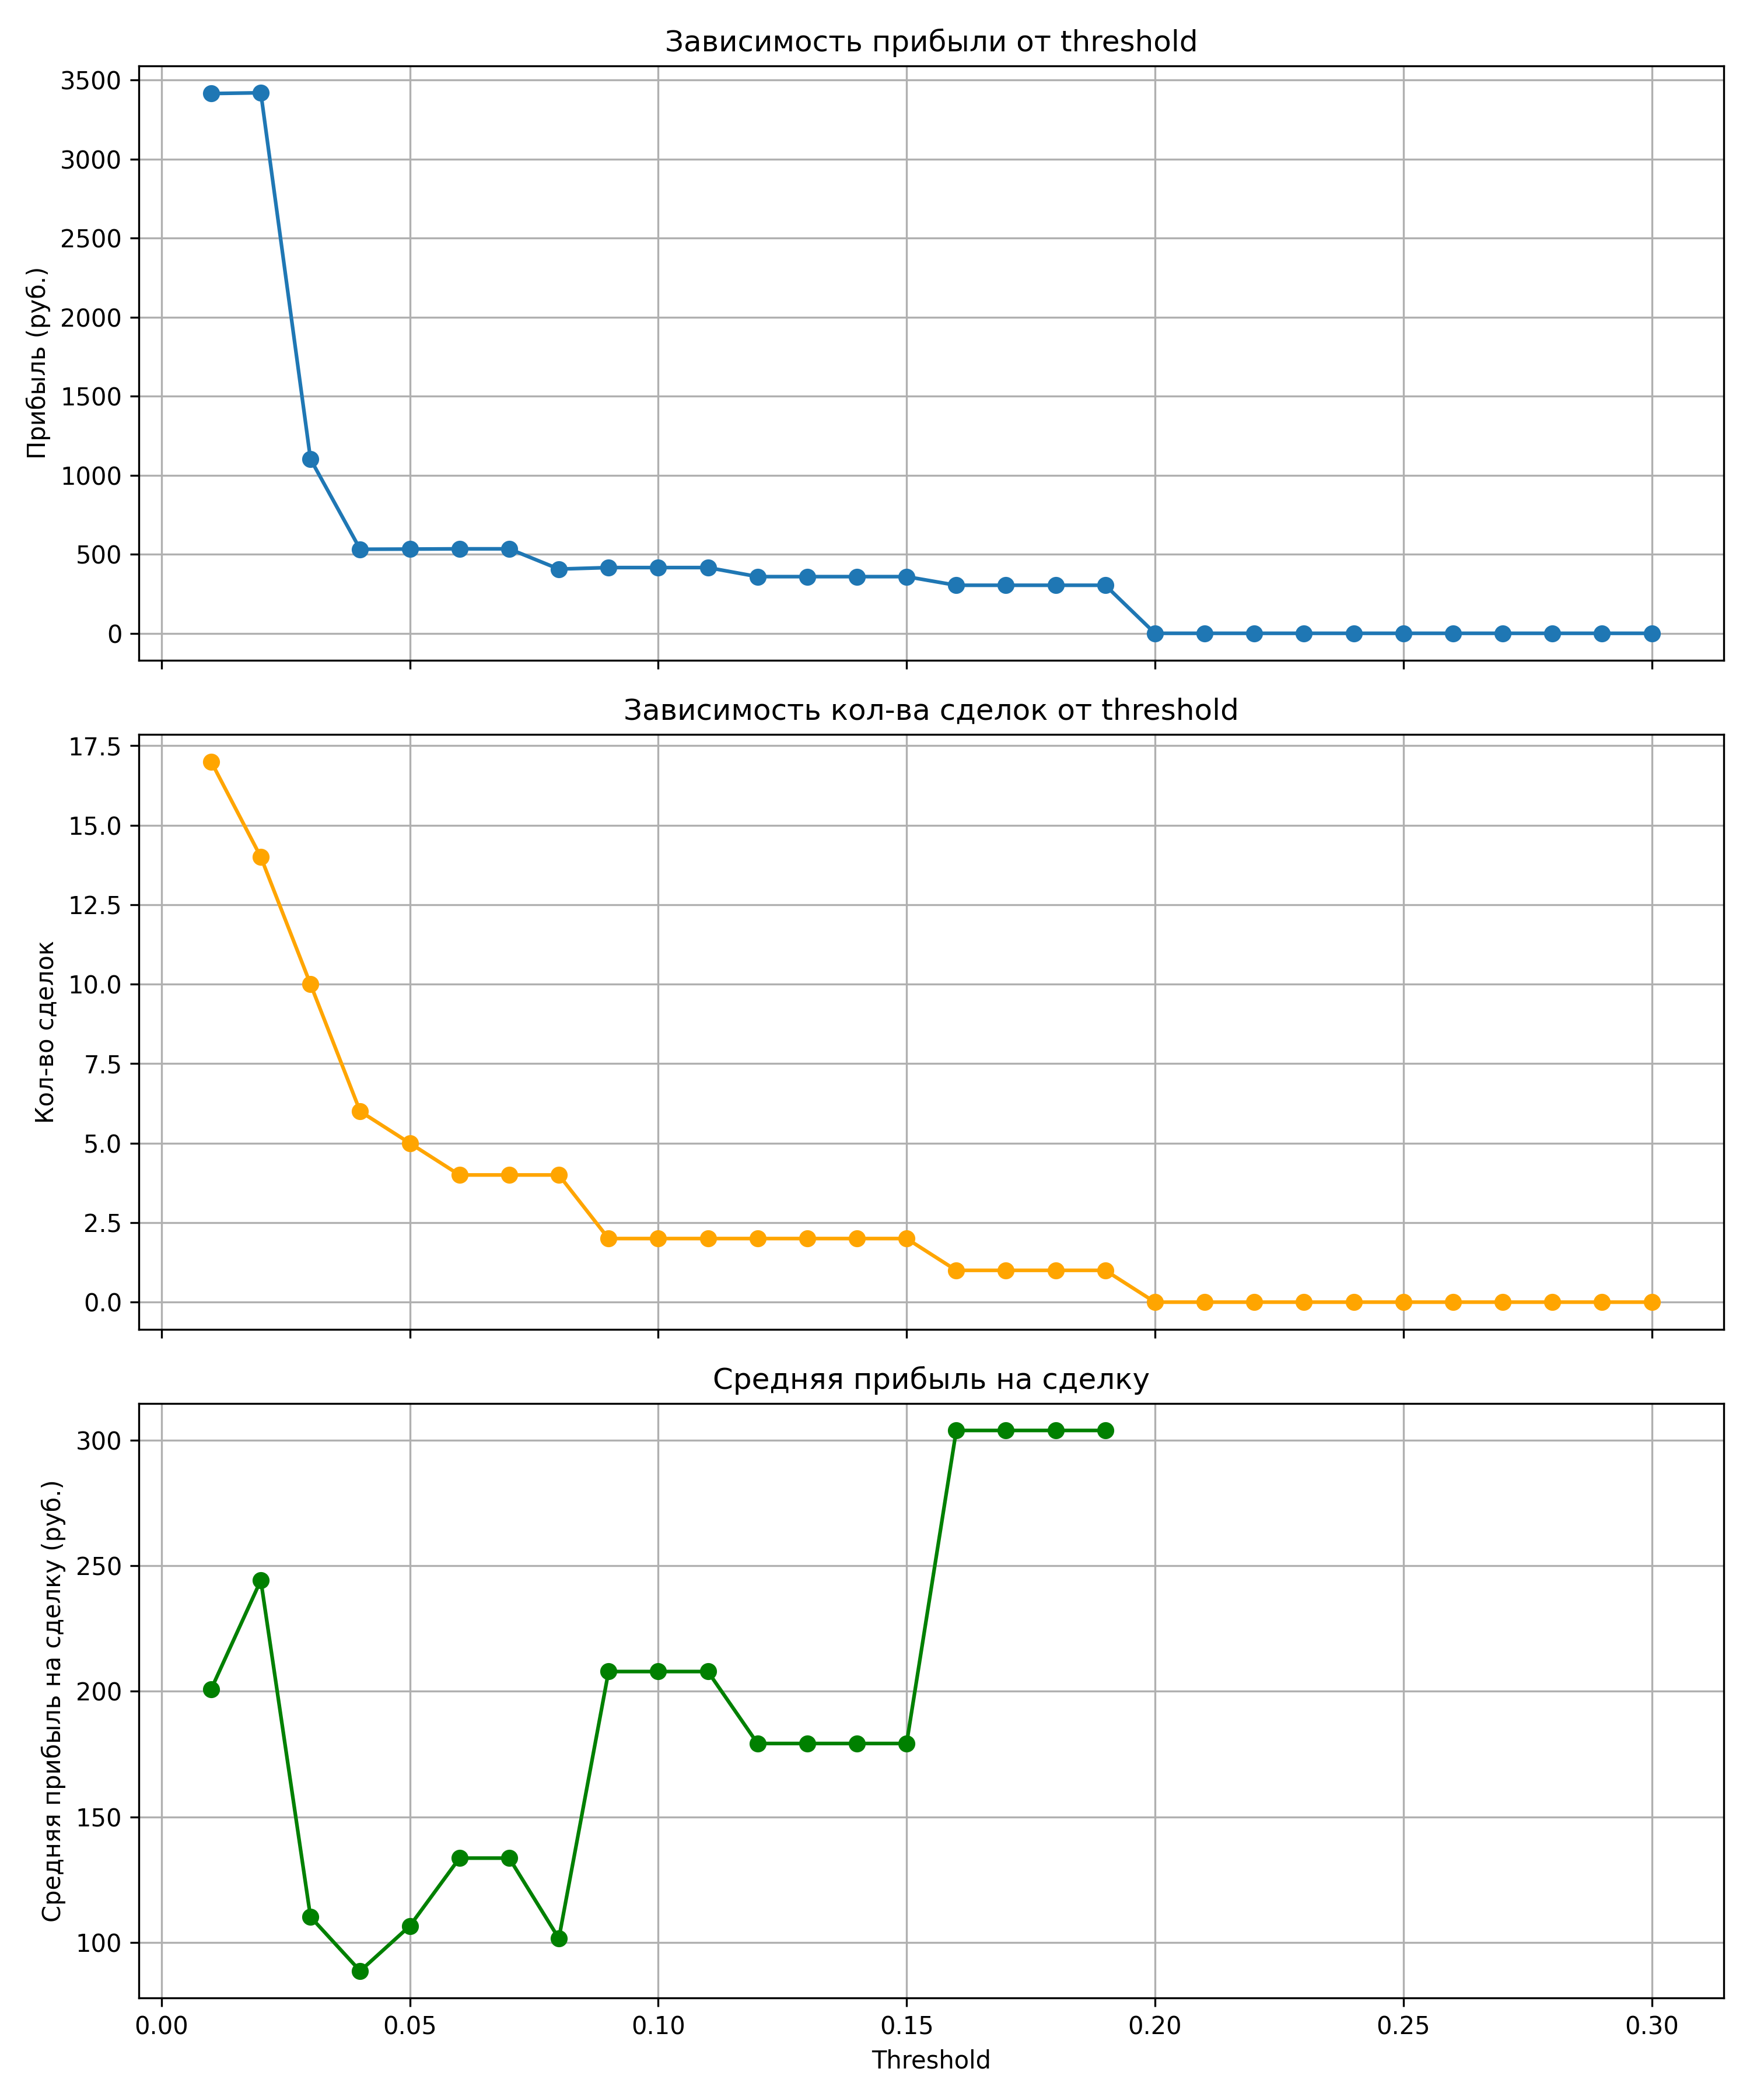 Зависимость прибыли от threshold
3500
3000
2500
2000
1500
1000
500
0
Прибыль (руб.)
Зависимость кол-ва сделок от threshold
17.5
15.0
12.5
10.0
7.5
5.0
2.5
0.0
Кол-во сделок
Средняя прибыль на сделку
300
250
200
150
100
Средняя прибыль на сделку (руб.)
0.00 0.05 0.10 0.15 0.20 0.25 0.30
Threshold